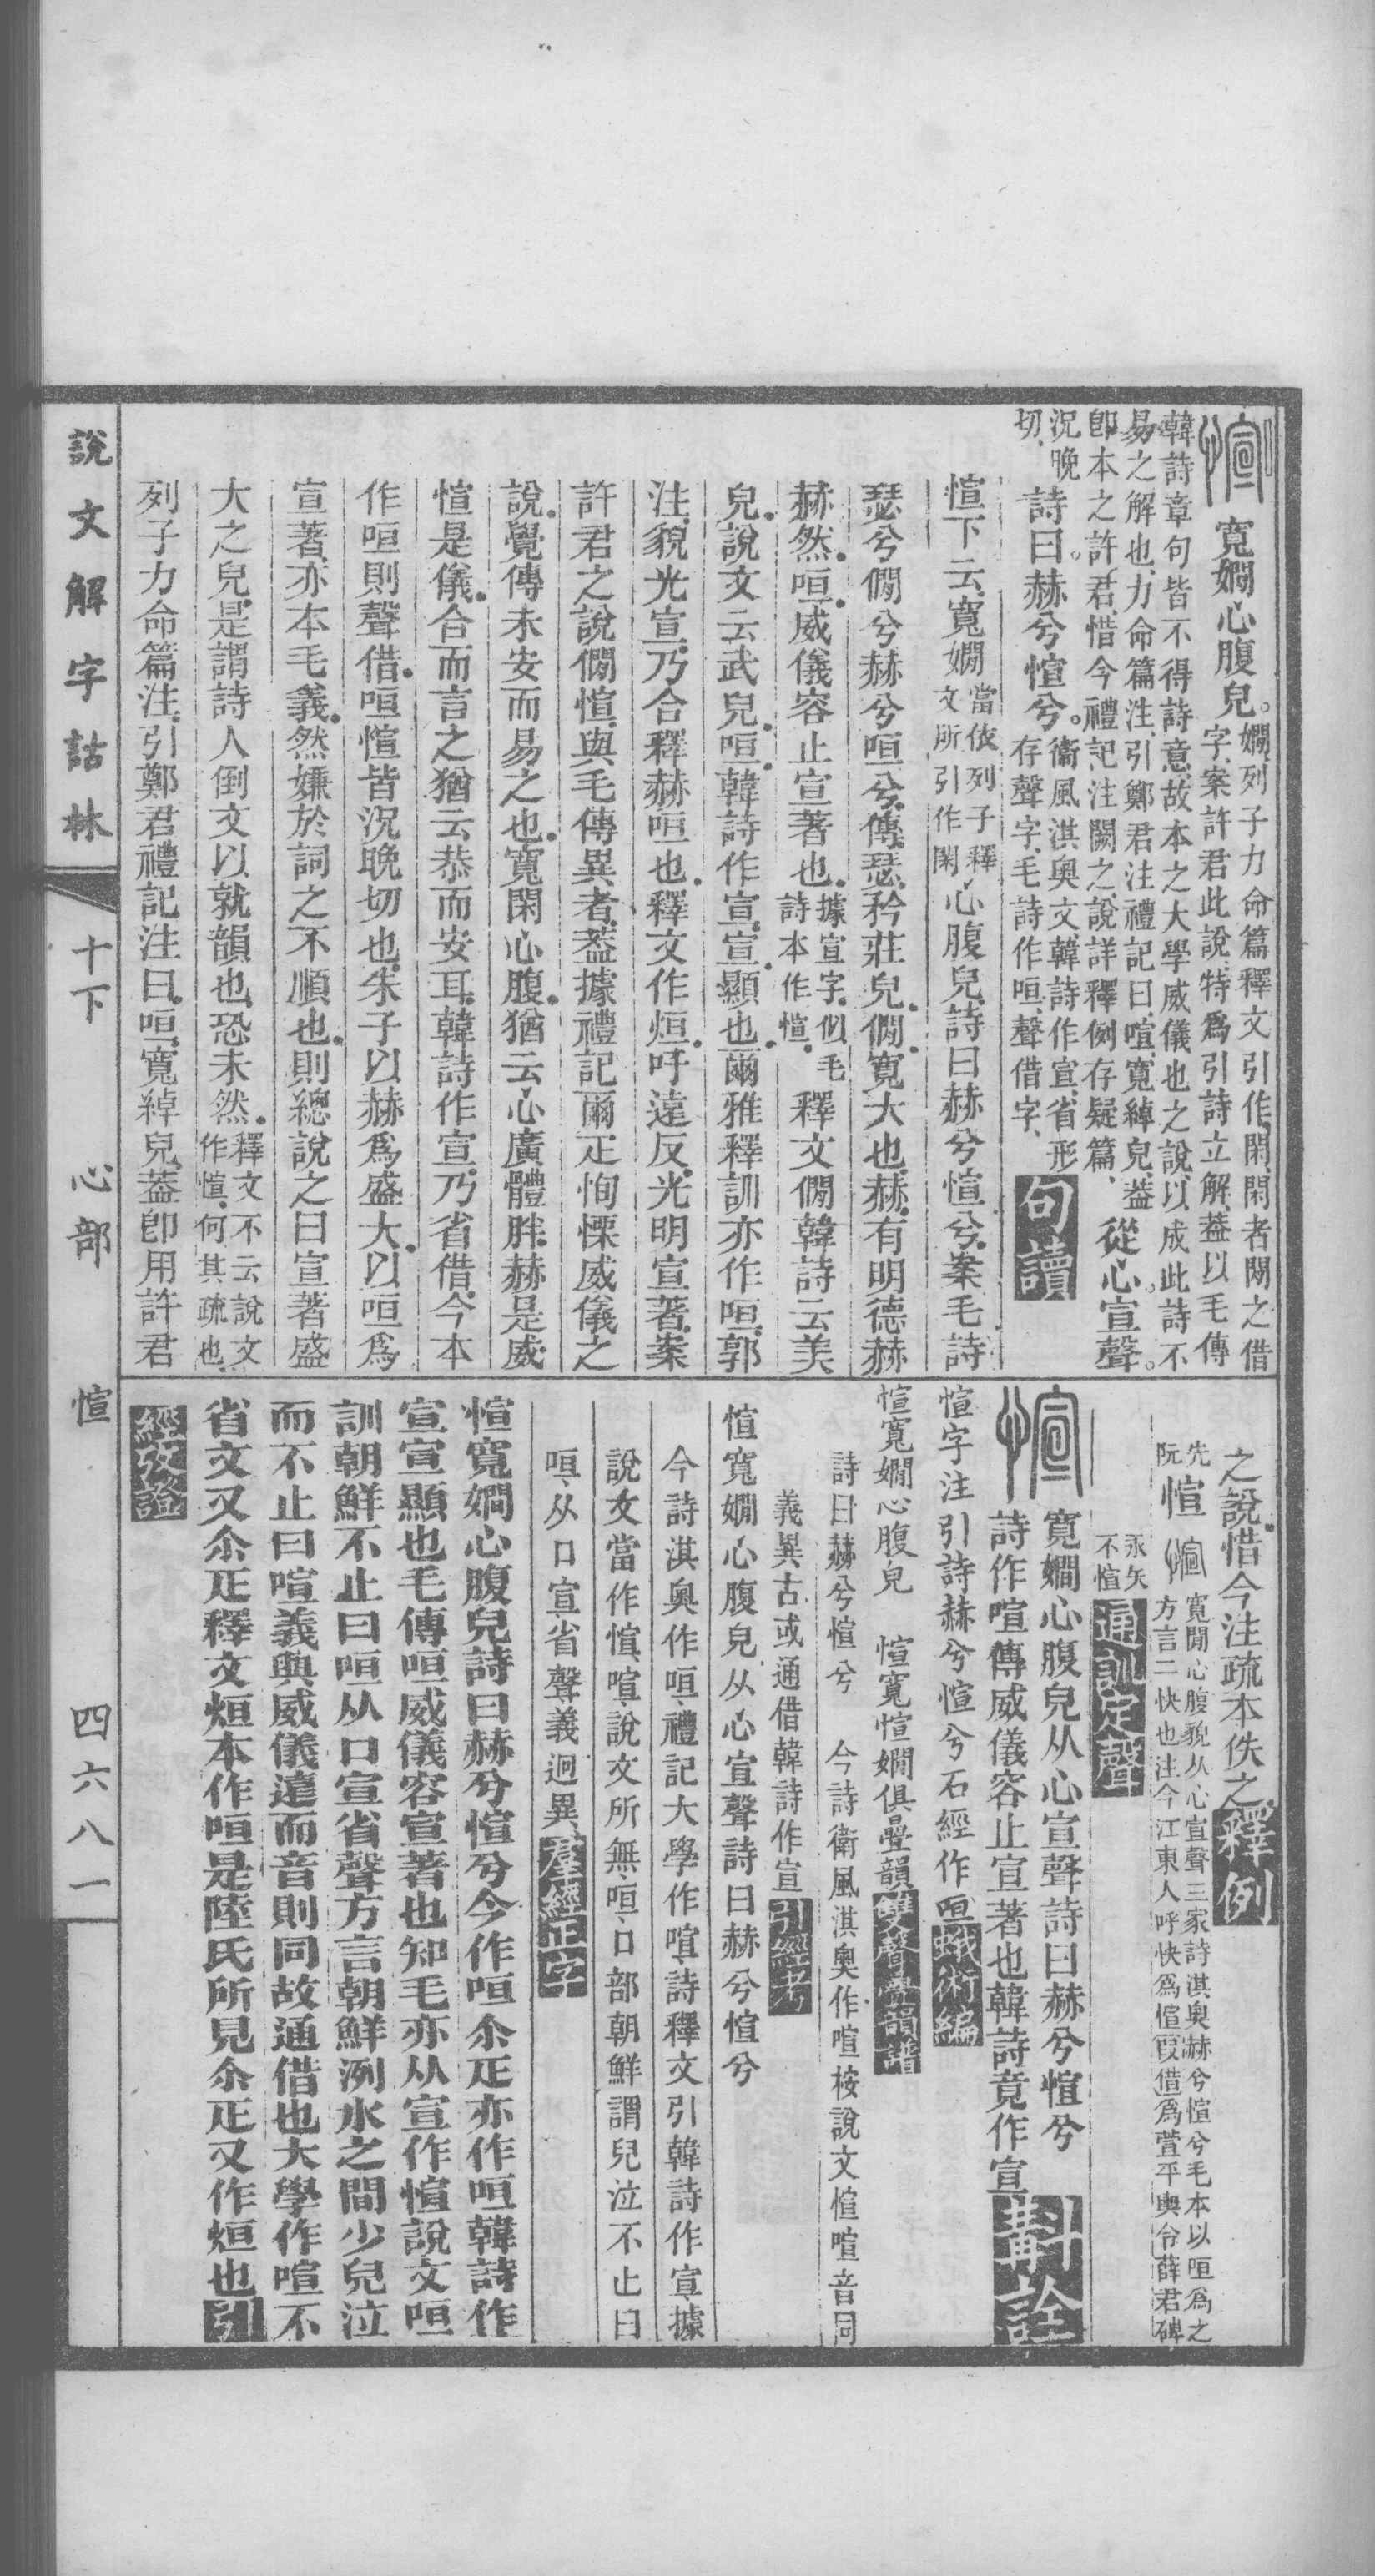 愃 寬嫺心腹皃。嫺、列子力命篇釋文引作閑、閑者閒之借
字、案許君此說、特爲引詩立解、葢以毛傳
韓詩章句皆不得詩意、故本之大學威儀也之說、以成此詩不
易之解也、力命篇注、引鄭君注禮記曰、喧、寬綽皃、葢
卽本之許君、惜今禮記注闕之、說詳釋例存疑篇、從心。宣聲。
況晚
切、詩曰。赫兮愃兮。衞風淇奥文、韓詩作宣、省形
存聲字、毛詩作咺、聲借字、句讀
愃下云、寬嫺當依列子釋
文所引作閑心腹皃、詩曰赫兮愃兮、案毛詩
瑟兮僩兮赫兮咺兮、傳、瑟、矜莊皃、僩、寬大也、赫、有明德赫
赫然、咺、威儀容止宣著也、據宣字、似毛
詩本作愃、釋文僩韓詩云美
皃、說文云武皃、咺、韓詩作宣、宣、顯也、爾雅釋訓亦作咺、郭
注、貌光宣、乃合釋赫咺也、釋文作烜、吁遠反、光明宣著、案
許君之說僩愃、與毛傳異者、葢據禮記爾疋恂慄威儀之
說、覺傳未安而易之也、寬閑心腹、猶云心廣體胖、赫是威、
愃是儀、合而言之猶云恭而安耳、韓詩作宣、乃省借、今本
作咺則聲借、咺愃皆況晚切也、朱子以赫爲盛大、以咺爲
宣著、亦本毛義、然嫌於詞之不順也、則總說之曰宣著盛
大之皃、是謂詩人倒文以就韻也、恐未然、釋文不云說文
作愃、何其疏也、
列子力命篇注、引鄭君禮記注曰、咺、寬綽皃、葢卽用許君
之說、惜今注疏本佚之、釋例
先
阮愃 愃 寬閒心腹貌从心宣聲三家詩淇奥赫兮愃兮毛本以咺爲之
方言二快也注今江東人呼快爲愃叚借爲萱平輿令薛君碑
永矢
不愃 通訓定聲
愃 寬嫺心腹皃从心宣聲詩曰赫兮愃兮
詩作喧傳威儀容止宣著也韓詩竟作宣斠詮
愃字注引詩赫兮愃兮石經作咺蛾術編
愃寬嫺心腹皃 愃寬愃嫺俱曡韻雙聲曡韻譜
詩曰赫兮愃兮 今詩衛風淇奥作喧桉說文愃喧音同
義異古或通借韓詩作宣引經考
愃寬嫺心腹皃从心宣聲詩曰赫兮愃兮
今詩淇奥作咺、禮記大學作喧、詩釋文引韓詩作宣、據
說文當作愃、喧、說文所無、咺、口部朝鮮謂兒泣不止曰
咺、从口宣省聲、義迥異、羣經正字
愃寬嫺心腹皃詩曰赫兮愃兮今作咺尒疋亦作咺韓詩作
宣宣顯也毛傳咺威儀容宣著也知毛亦从宣作愃說文咺
訓朝鮮不止曰咺从口宣省聲方言朝鮮洌水之間少兒泣
而不止曰喧義與威儀遠而音則同故通借也大學作喧不
省文又尒疋釋文烜本作咺是陸氏所見尒疋又作烜也引
經攷證
說文解字詁林 十下 心部 愃 四六八一